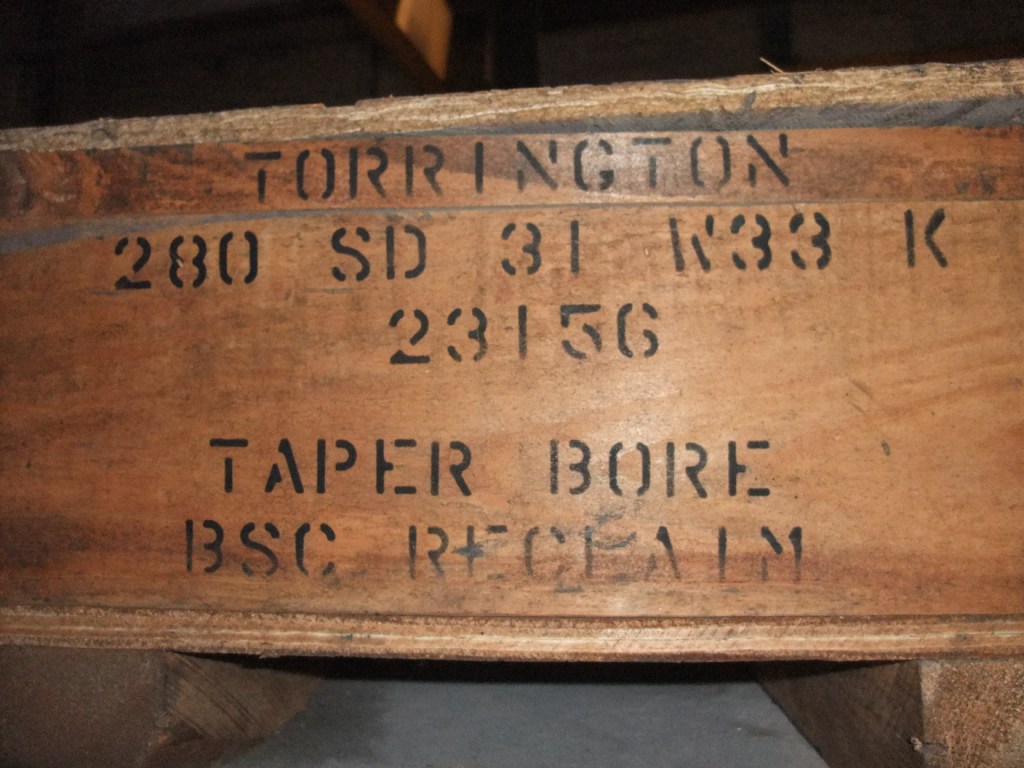 TORRINGTON
280 SD 31 W33 K
23156
TAPER BORE
BSC RECLAIM